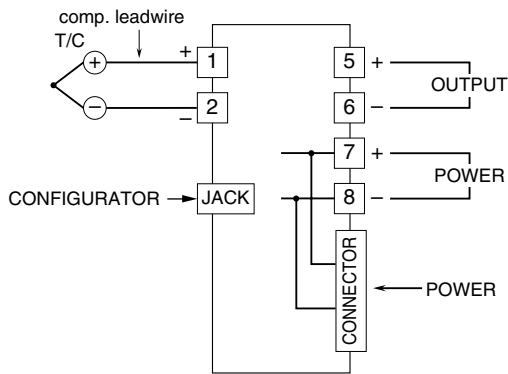 comp. leadwire
T/C
+ + 1
− − 2
5 + 
6 −
OUTPUT
7 +
8 −
POWER
CONFIGURATOR JACK
CONNECTOR
POWER